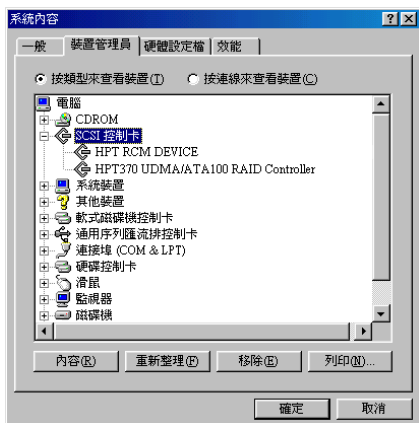 系統內容
一般 裝置管理員 硬體設定檔 效能
按類型來查看裝置(T) 按連線來查看裝置(C)
電腦
CDROM
SCSI 控制卡
HPT RCM DEVICE
HPT370 UDMA/ATA100 RAID Controller
系統裝置
其他裝置
軟式磁碟機控制卡
通用序列匯流排控制卡
連接埠 (COM & LPT)
硬碟控制卡
滑鼠
監視器
磁碟機
內容(R) 重新整理(F) 移除(E) 列印(N)...
確定 取消